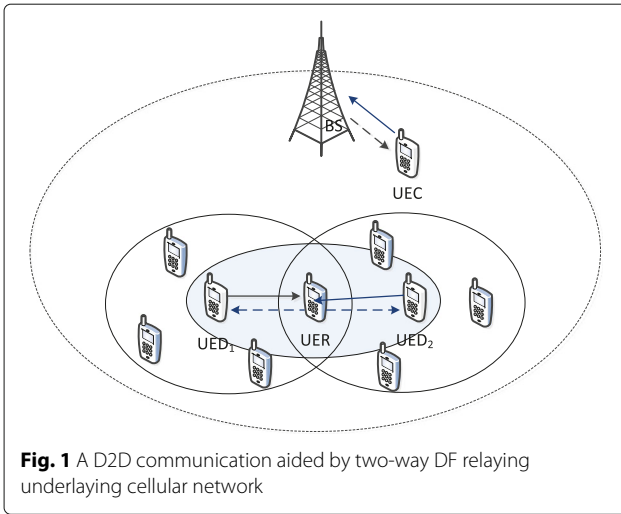 BS
UEC
UED₁
UER
UED₂
Fig. 1 A D2D communication aided by two-way DF relaying
underlaying cellular network